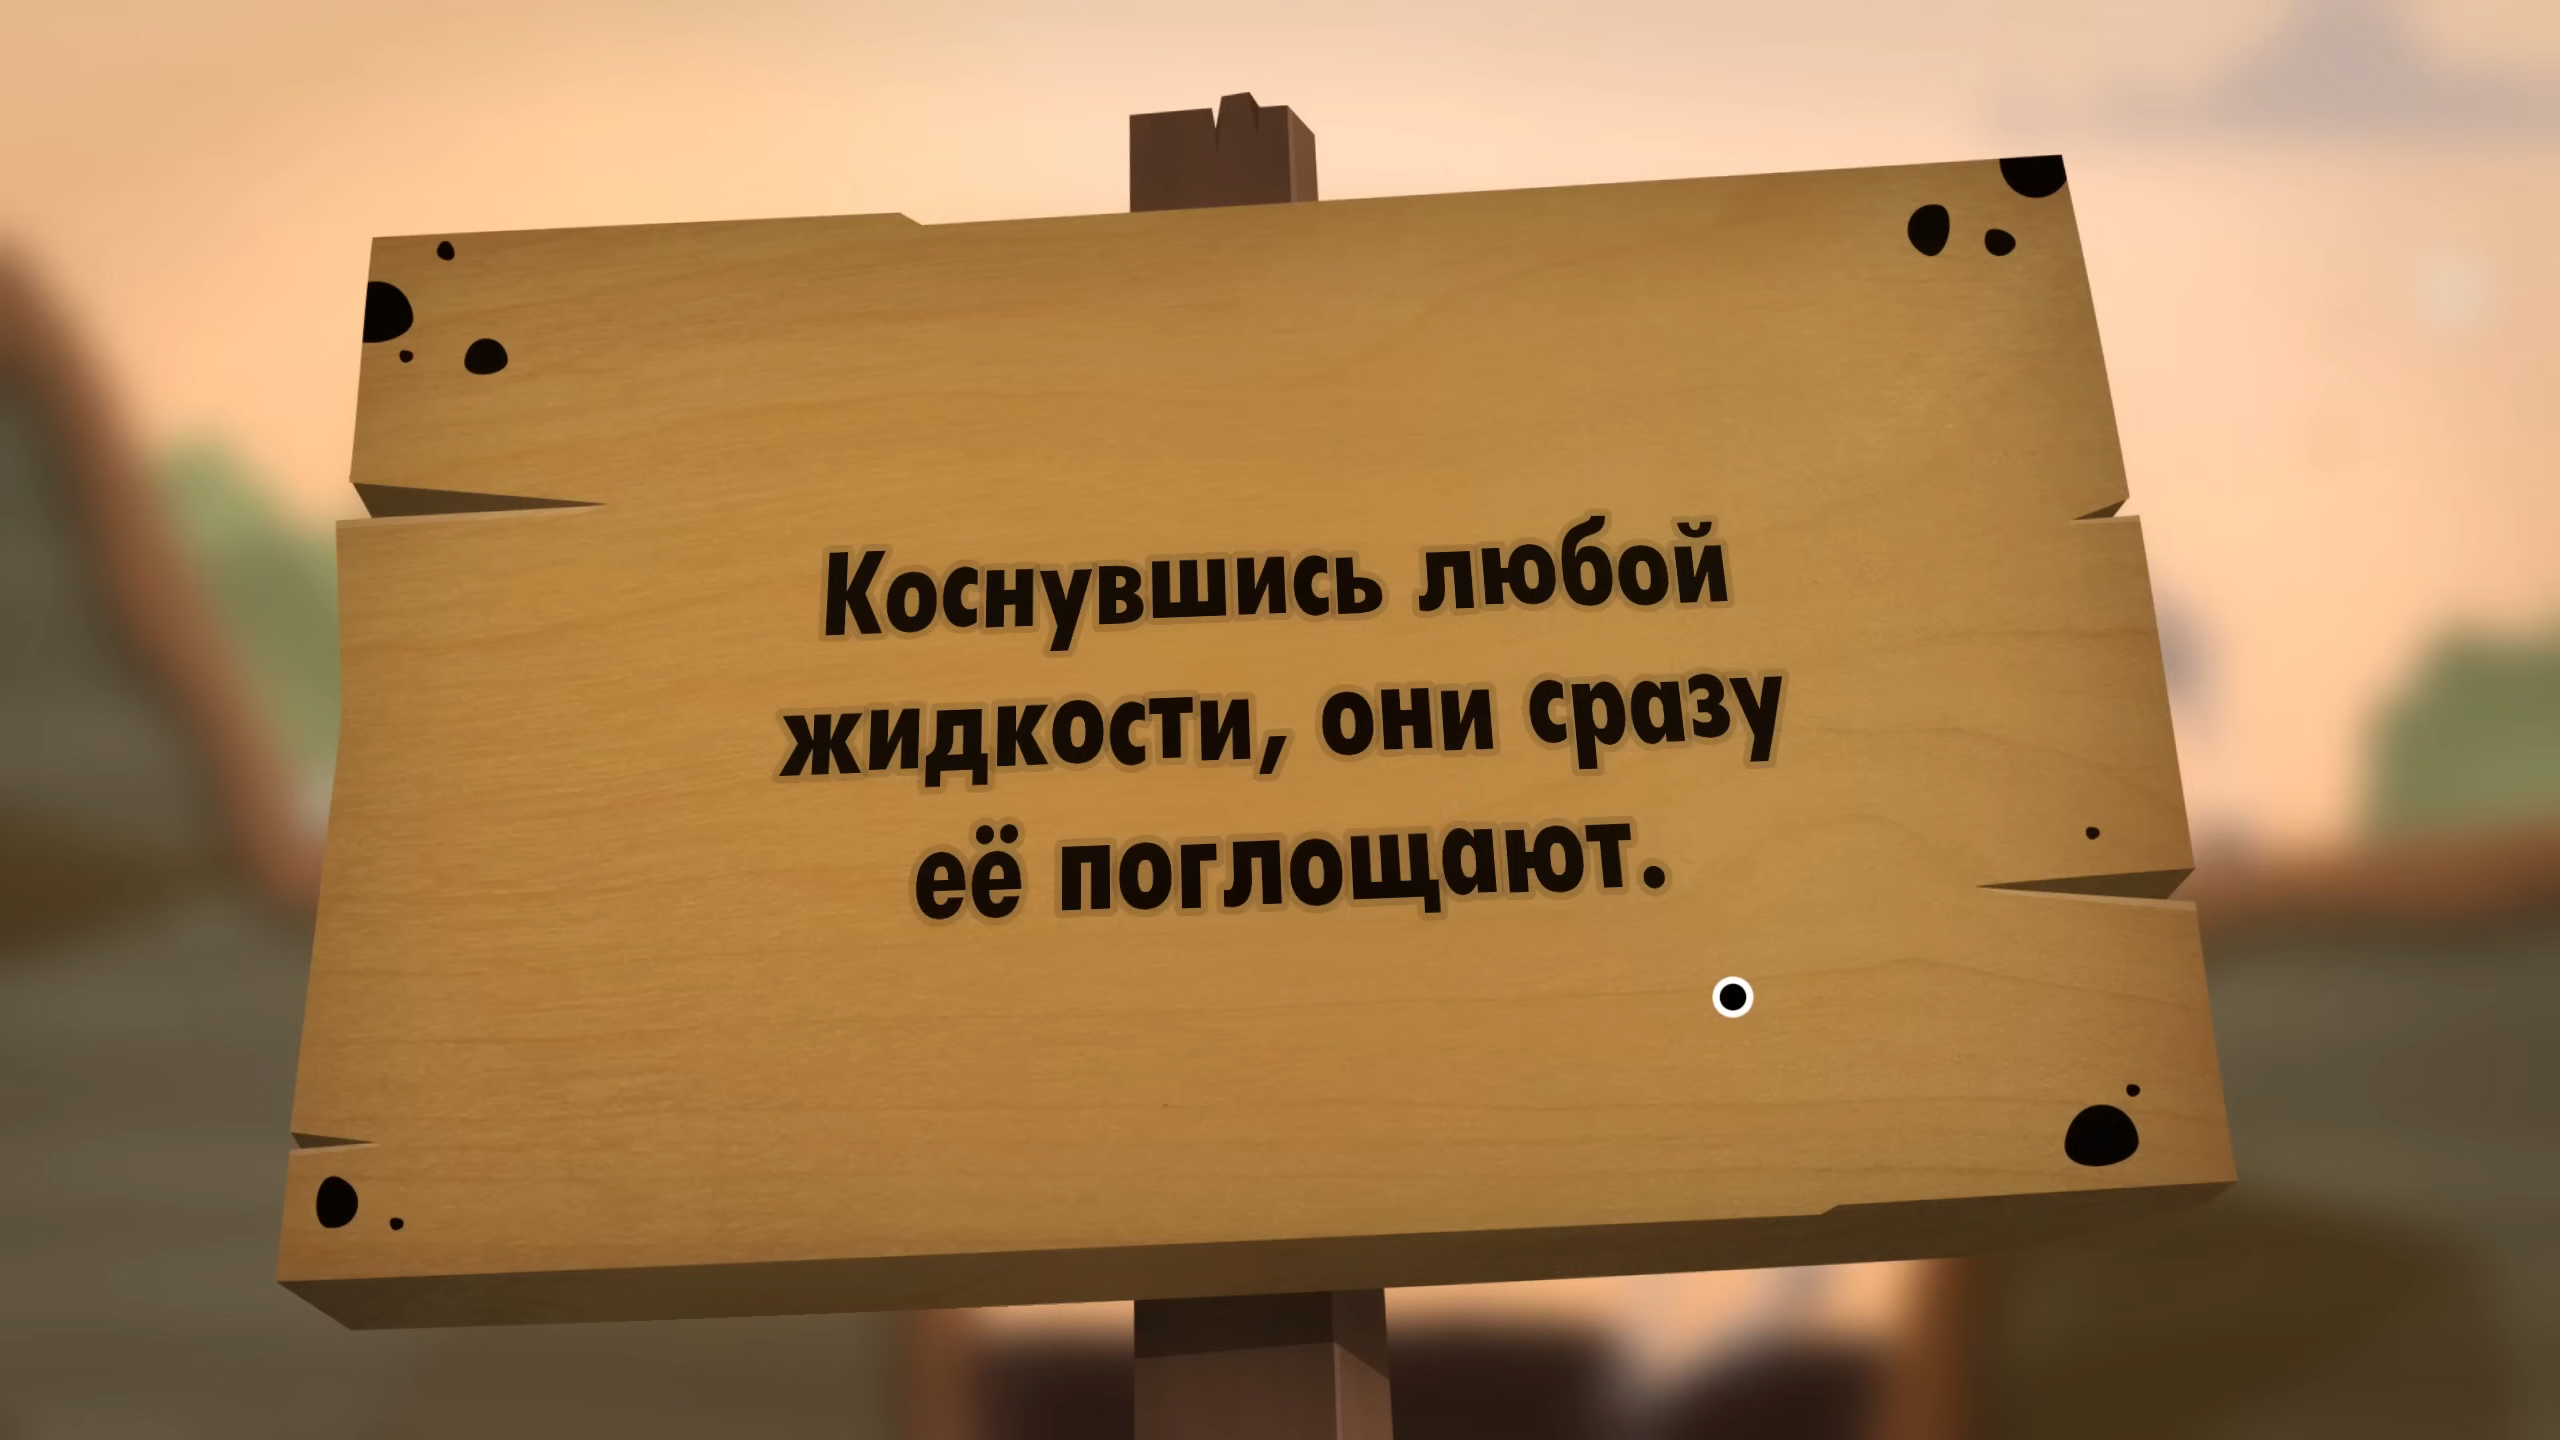 Коснувшись любой
жидкости, они сразу
её поглощают.